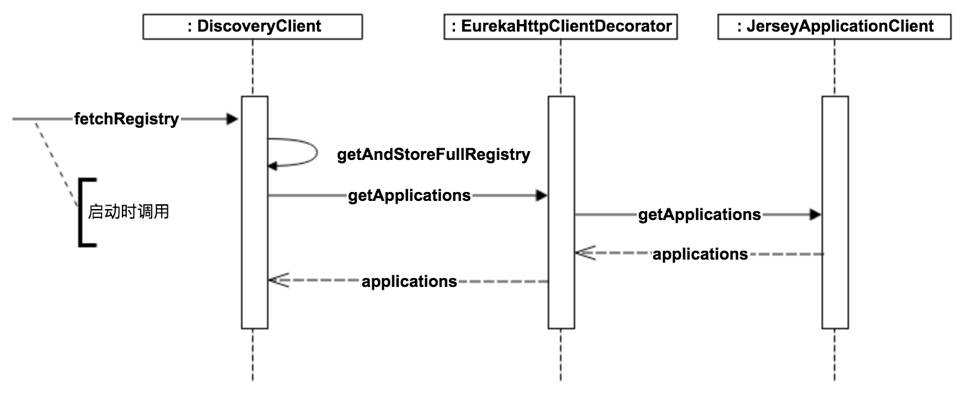 : DiscoveryClient
: EurekaHttpClientDecorator
: JerseyApplicationClient
fetchRegistry
getAndStoreFullRegistry
getApplications
启动时调用
getApplications
applications
applications